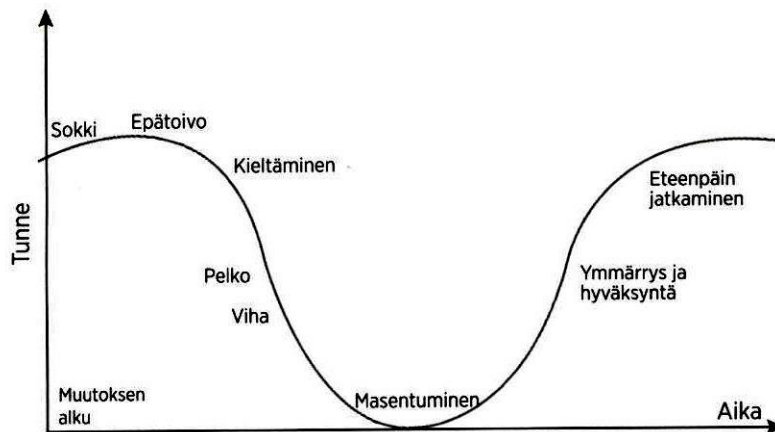 Sokki
Epätoivo
Kieltäminen
Pelko
Viha
Masentuminen
Ymmärrys ja
hyväksyntä
Eteenpäin
jatkaminen
Tunne
Muutoksen
alku
Aika